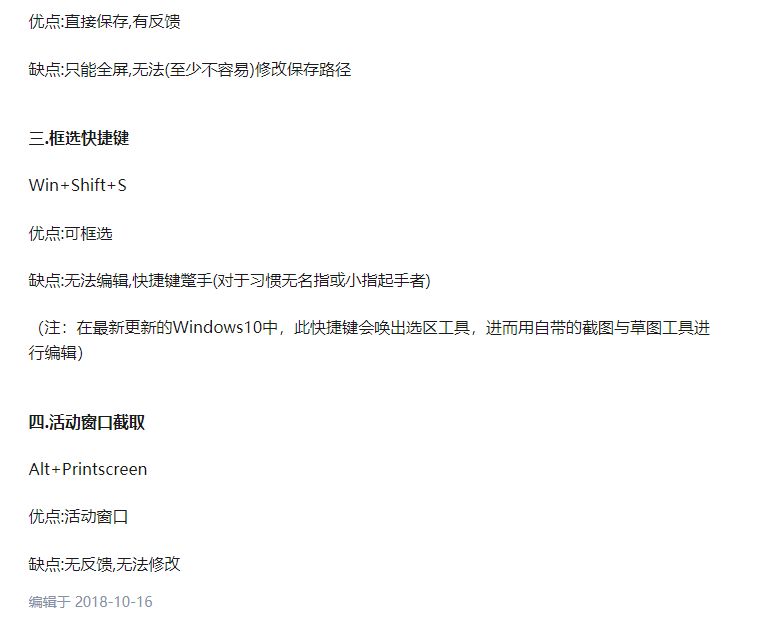 优点:直接保存,有反馈
缺点:只能全屏,无法(至少不容易)修改保存路径
三.框选快捷键
Win+Shift+S
优点:可框选
缺点:无法编辑,快捷键蹩手(对于习惯无名指或小指起手者)
（注：在最新更新的Windows10中，此快捷键会唤出选区工具，进而用自带的截图与草图工具进
行编辑）
四.活动窗口截取
Alt+Printscreen
优点:活动窗口
缺点:无反馈,无法修改
编辑于 2018-10-16